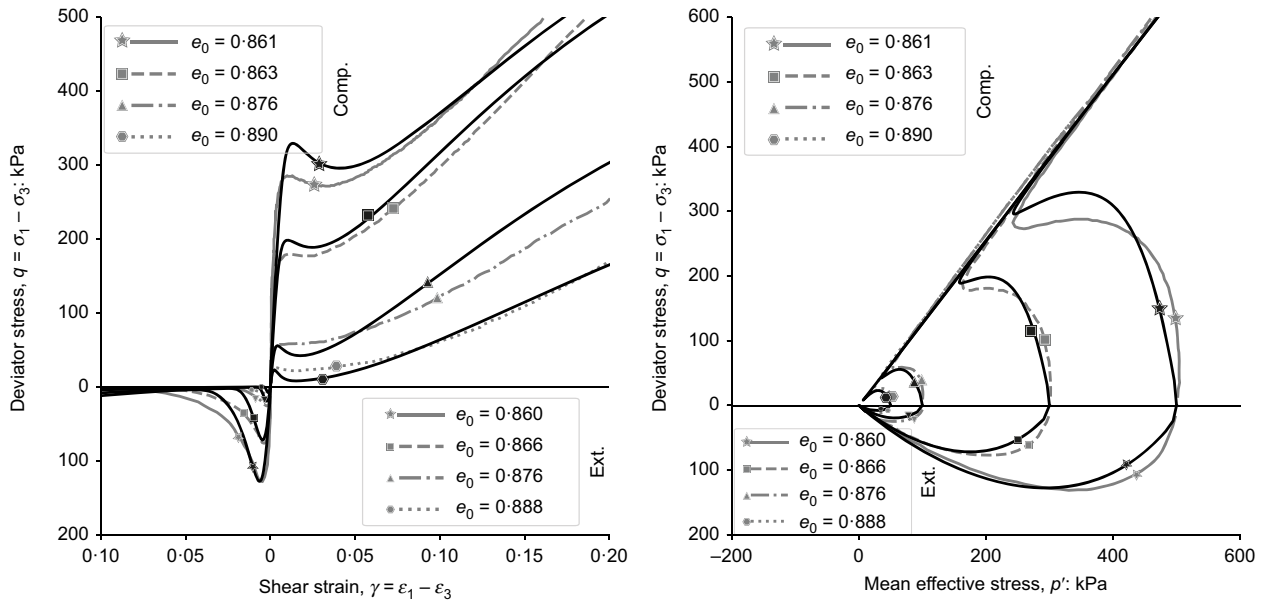 500
400
300
200
100
0
100
200
Deviator stress, q = σ1 – σ3: kPa
e0 = 0·861
e0 = 0·863
e0 = 0·876
e0 = 0·890
Comp.
e0 = 0·860
e0 = 0·866
e0 = 0·876
e0 = 0·888
Ext.
0·10
0·05
0
0·05
0·10
0·15
0·20
Shear strain, γ = ε1 – ε3
600
500
400
300
200
100
0
100
200
Deviator stress, q = σ1 – σ3: kPa
e0 = 0·861
e0 = 0·863
e0 = 0·876
e0 = 0·890
Comp.
e0 = 0·860
e0 = 0·866
e0 = 0·876
e0 = 0·888
Ext.
–200
0
200
400
600
Mean effective stress, p′: kPa